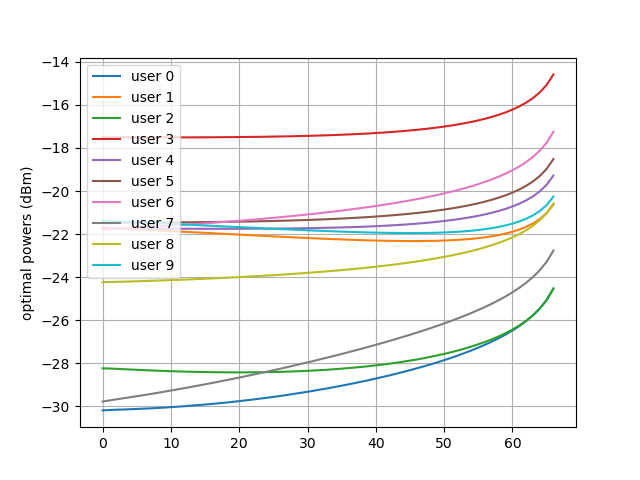 −14
−16
−18
−20
−22
−24
−26
−28
−30
optimal powers (dBm)
user 0
user 1
user 2
user 3
user 4
user 5
user 6
user 7
user 8
user 9
0 10 20 30 40 50 60